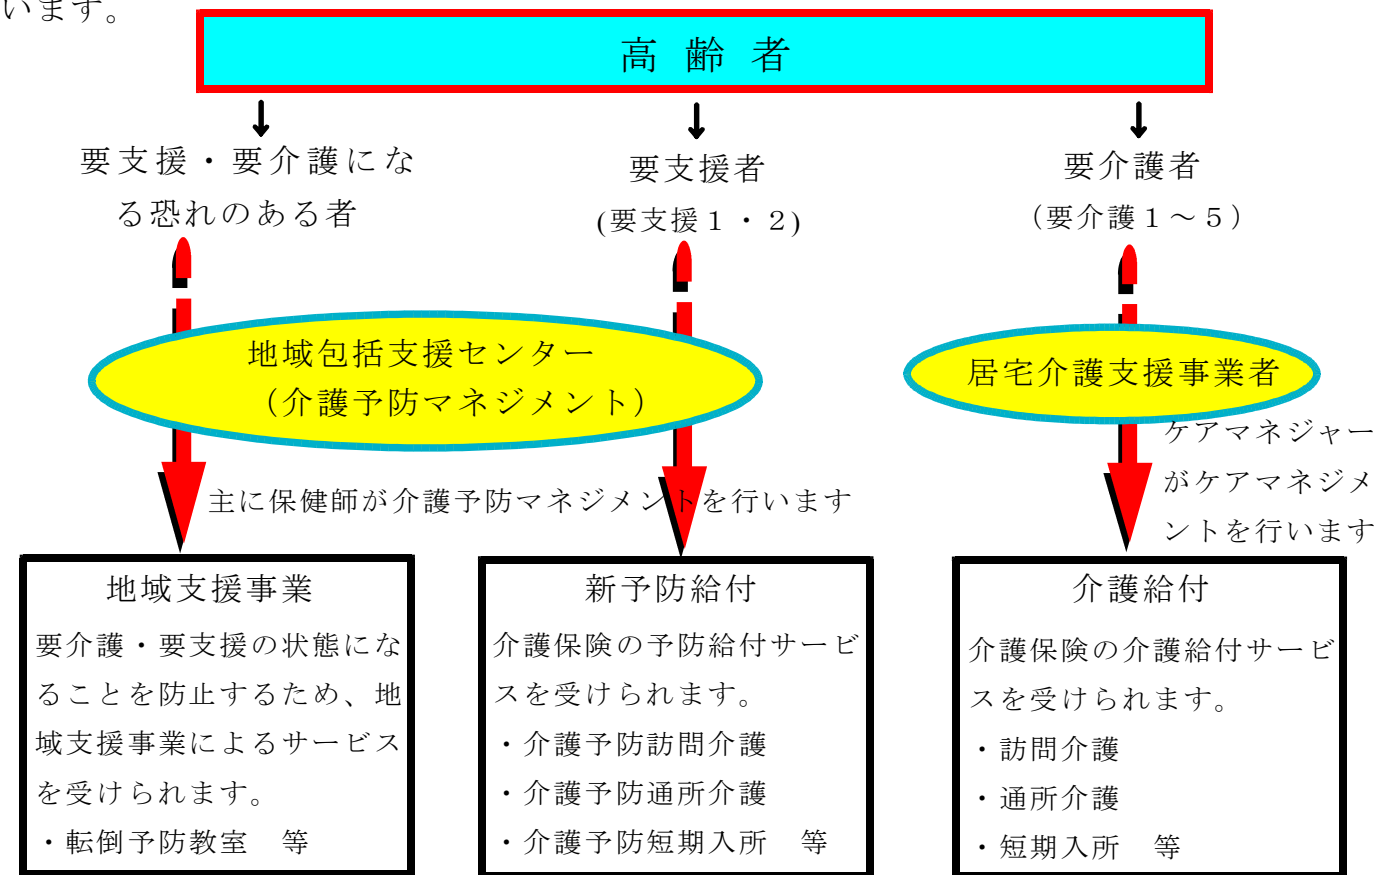 います。
高齢者
要支援・要介護にな
る恐れのある者
要支援者
(要支援１・２)
要介護者
（要介護１～５）
地域包括支援センター
（介護予防マネジメント）
居宅介護支援事業者
ケアマネジャー
がケアマネジメ
ントを行います
主に保健師が介護予防マネジメントを行います
地域支援事業
要介護・要支援の状態にな
ることを防止するため、地
域支援事業によるサービス
を受けられます。
・転倒予防教室　等
新予防給付
介護保険の予防給付サービ
スを受けられます。
・介護予防訪問介護
・介護予防通所介護
・介護予防短期入所　等
介護給付
介護保険の介護給付サービ
スを受けられます。
・訪問介護
・通所介護
・短期入所　等